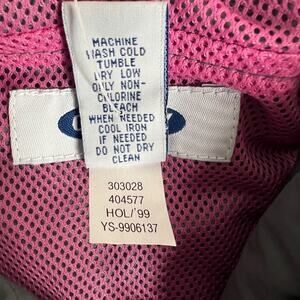 MACHINE
WASH COLD
TUMBLE
DRY LOW
ONLY NON-
CHLORINE
BLEACH
WHEN NEEDED
COOL IRON
IF NEEDED
DO NOT DRY
CLEAN
303028
404577
HOL/'99
YS-9906137